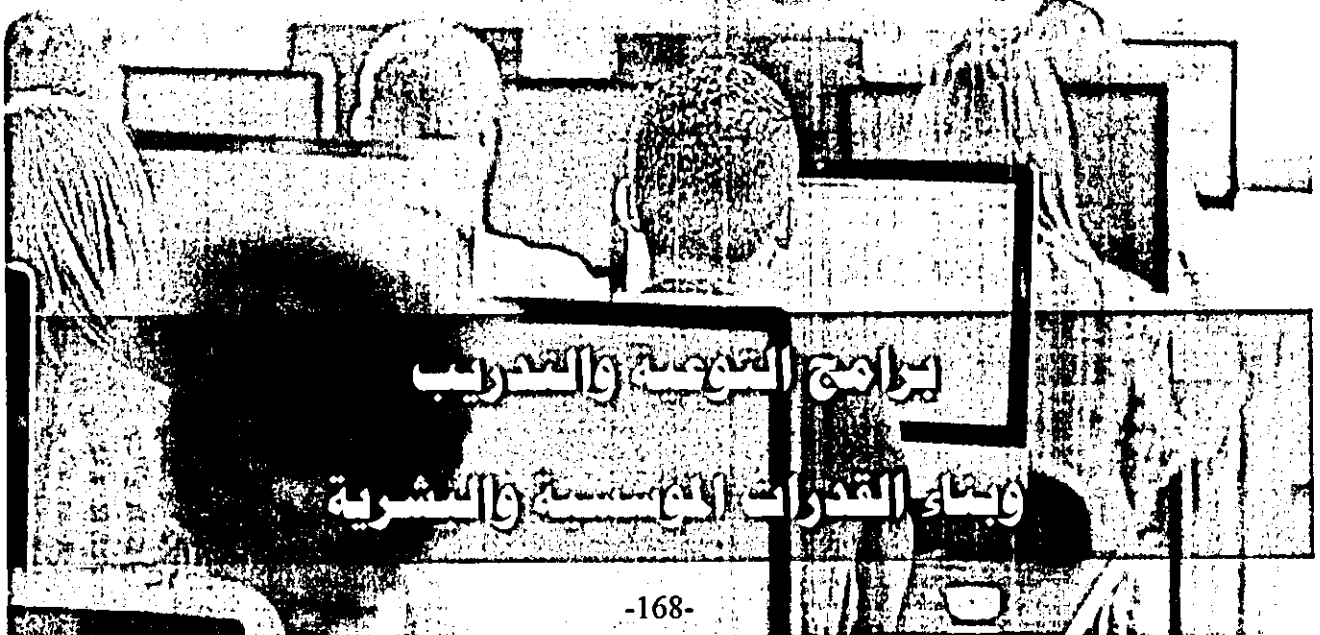 برامج التوعية والتدريب
وبناء القدرات المؤسسية والبشرية
-168-